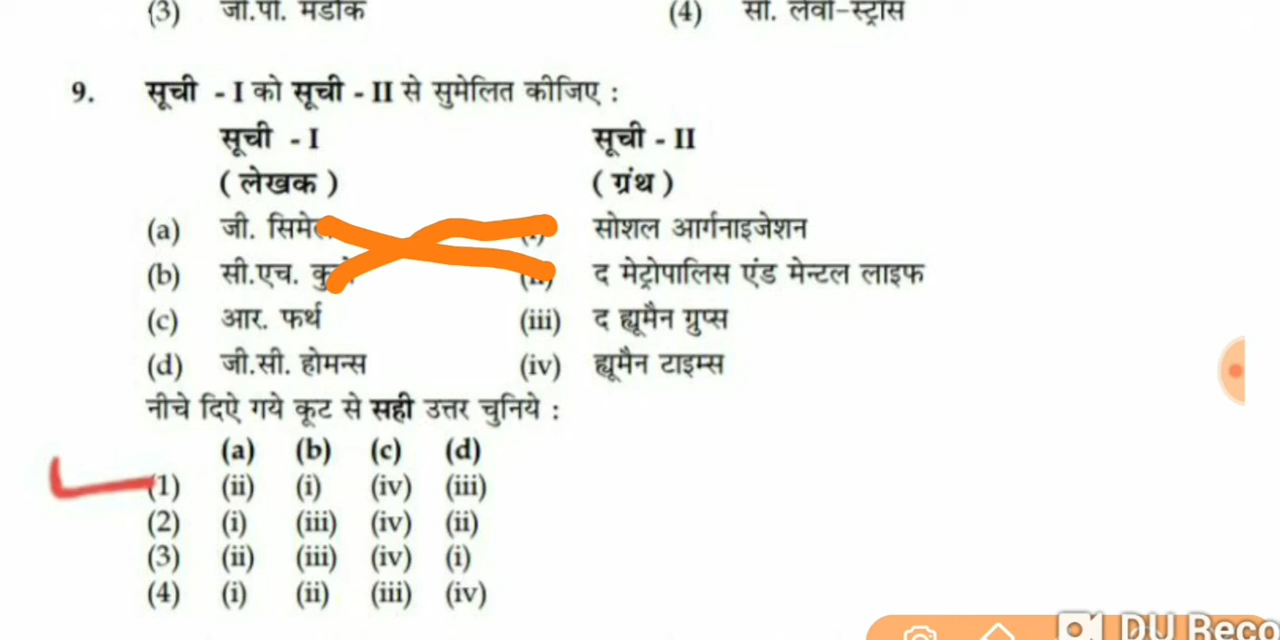 (3) जी.पी. मर्डाक (4) सी. लेवी-स्ट्रॉस
9. सूची - I को सूची - II से सुमेलित कीजिए :
सूची - I सूची - II
( लेखक ) ( ग्रंथ )
(a) जी. सोशल आर्गनाइजेशन
(b) सी.एच. द मेट्रोपालिस एंड मेन्टल लाइफ
(c) आर. फर्थ (iii) द ह्यूमैन ग्रुप्स
(d) जी.सी. होमन्स (iv) ह्यूमैन टाइम्स
नीचे दिऐ गये कूट से सही उत्तर चुनिये :
(a) (b) (c) (d)
(1) (ii) (i) (iv) (iii)
(2) (i) (iii) (iv) (ii)
(3) (ii) (iii) (iv) (i)
(4) (i) (ii) (iii) (iv)
DU Beco